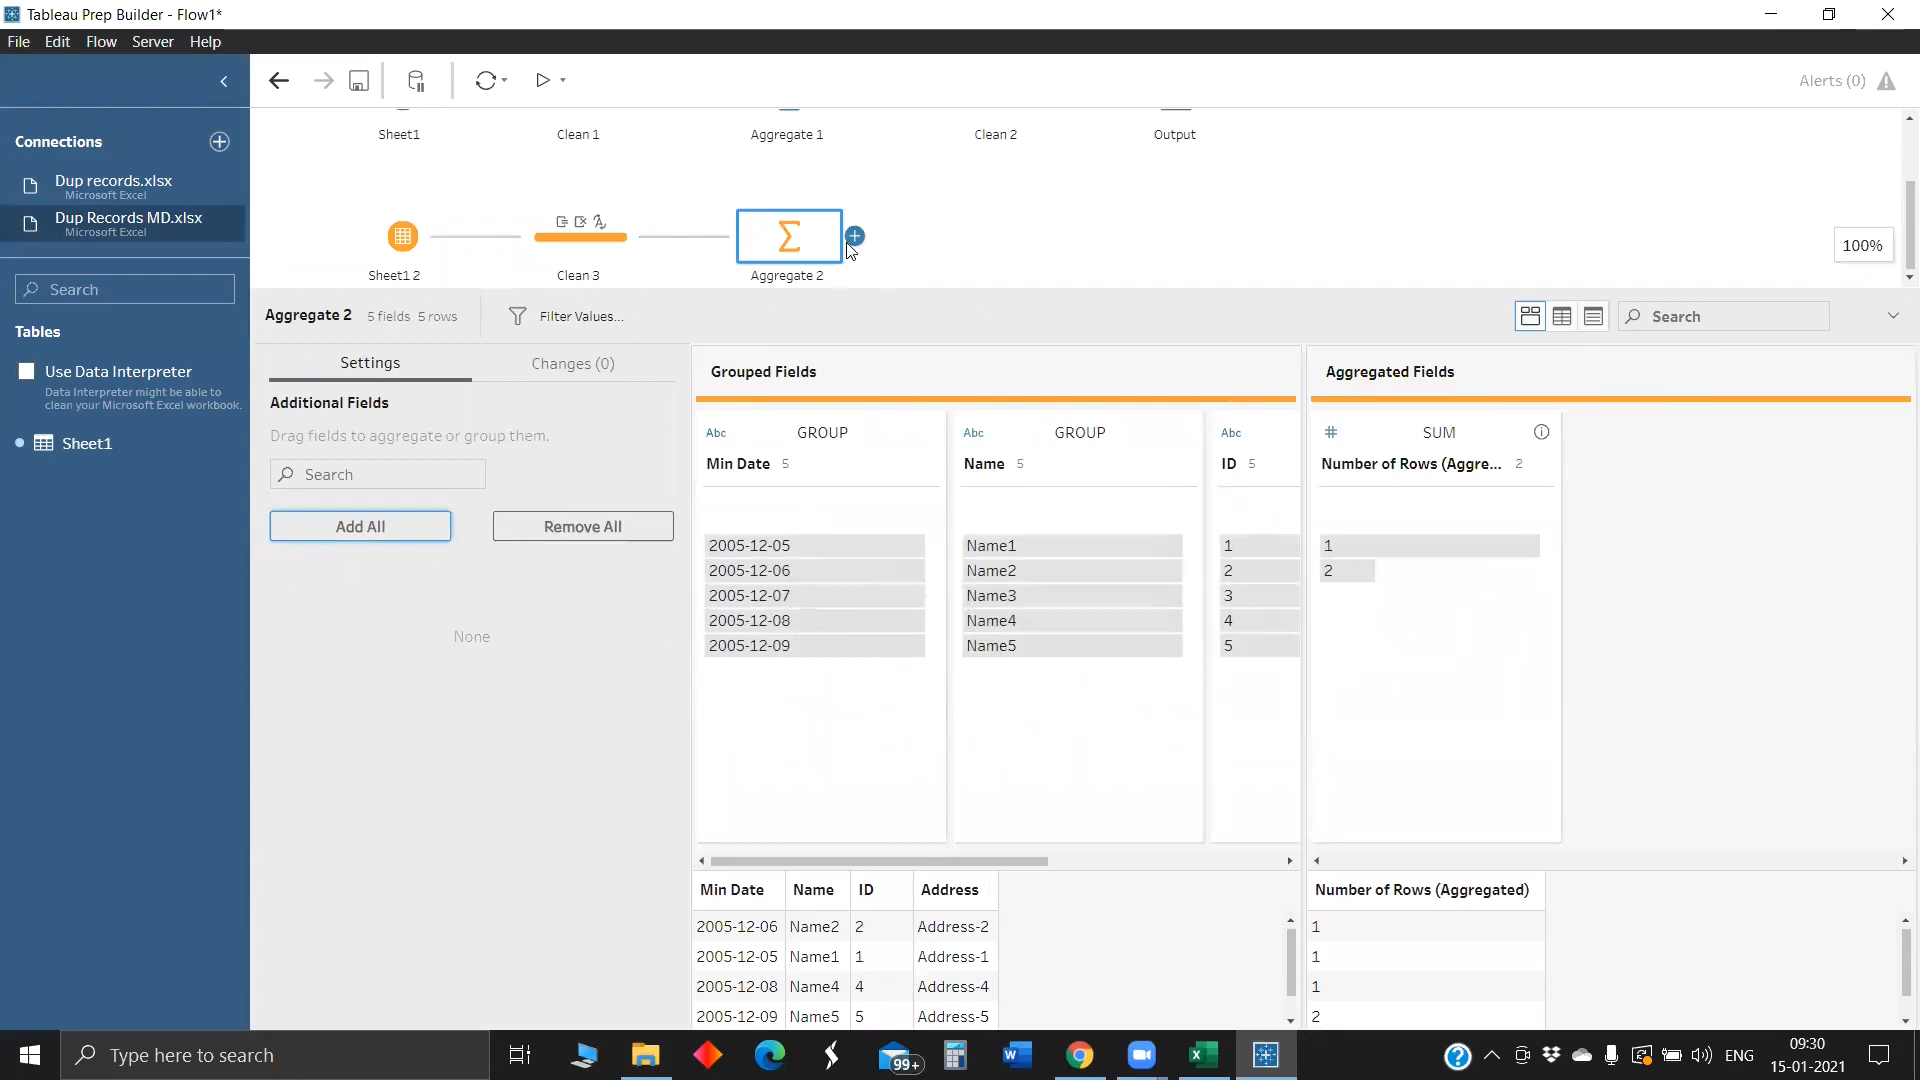 Tableau Prep Builder - Flow1*
File Edit Flow Server Help
Alerts (0)
Connections
Dup records.xlsx
Microsoft Excel
Dup Records MD.xlsx
Microsoft Excel
Search
Tables
Use Data Interpreter
Data Interpreter might be able to
clean your Microsoft Excel workbook.
Sheet1
Sheet1 Clean 1 Aggregate 1 Clean 2 Output
100%
Sheet1 2 Clean 3 Aggregate 2
Aggregate 2 5 fields 5 rows Filter Values... Search
Settings Changes (0)
Additional Fields
Drag fields to aggregate or group them.
Search
Add All Remove All
None
Grouped Fields
Abc GROUP
Min Date 5
2005-12-05
2005-12-06
2005-12-07
2005-12-08
2005-12-09
Abc GROUP
Name 5
Name1
Name2
Name3
Name4
Name5
Abc
ID 5
1
2
3
4
5
Aggregated Fields
# SUM
Number of Rows (Aggre... 2
1
2
Min Date Name ID Address
2005-12-06 Name2 2 Address-2
2005-12-05 Name1 1 Address-1
2005-12-08 Name4 4 Address-4
2005-12-09 Name5 5 Address-5
Number of Rows (Aggregated)
1
1
1
2
Type here to search
99+
ENG
09:30
15-01-2021